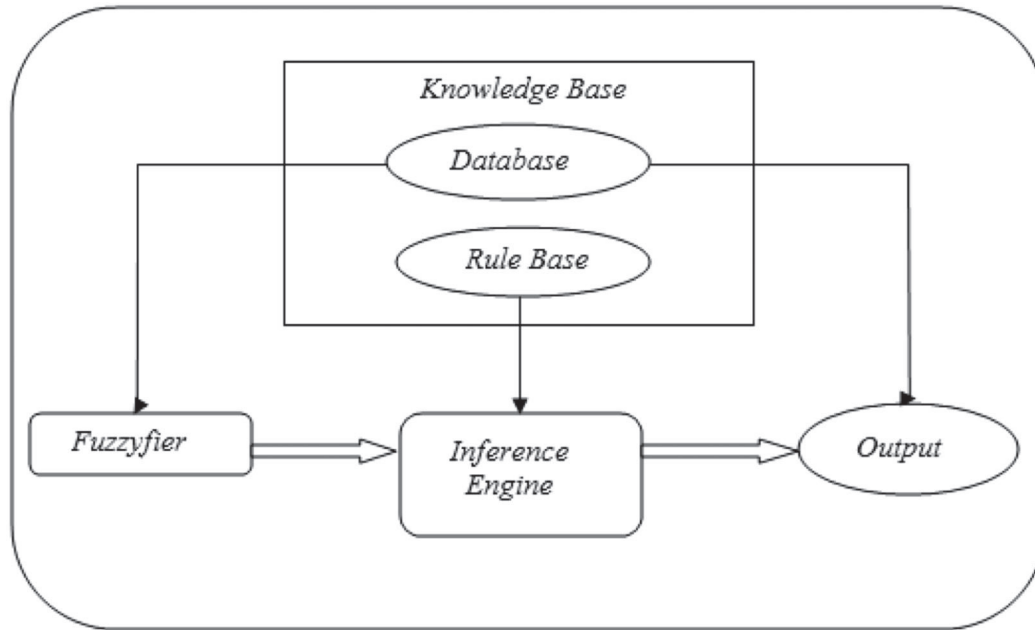 Knowledge Base
Database
Rule Base
Fuzzyfier
Inference
Engine
Output